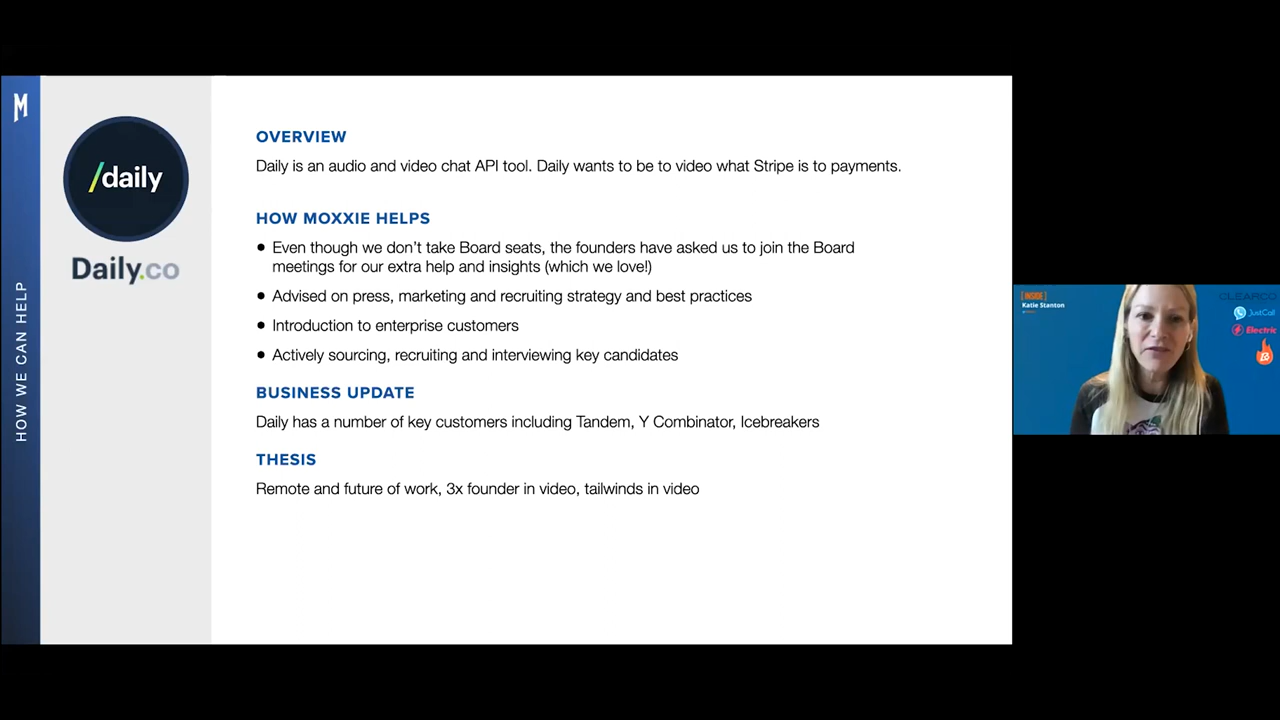 M
HOW WE CAN HELP
/daily
Daily.co
OVERVIEW
Daily is an audio and video chat API tool. Daily wants to be to video what Stripe is to payments.
HOW MOXXIE HELPS
● Even though we don’t take Board seats, the founders have asked us to join the Board
meetings for our extra help and insights (which we love!)
● Advised on press, marketing and recruiting strategy and best practices
● Introduction to enterprise customers
● Actively sourcing, recruiting and interviewing key candidates
BUSINESS UPDATE
Daily has a number of key customers including Tandem, Y Combinator, Icebreakers
THESIS
Remote and future of work, 3x founder in video, tailwinds in video
[INSIDE]
Katie Stanton
CLEARCO
JustCall
Electric